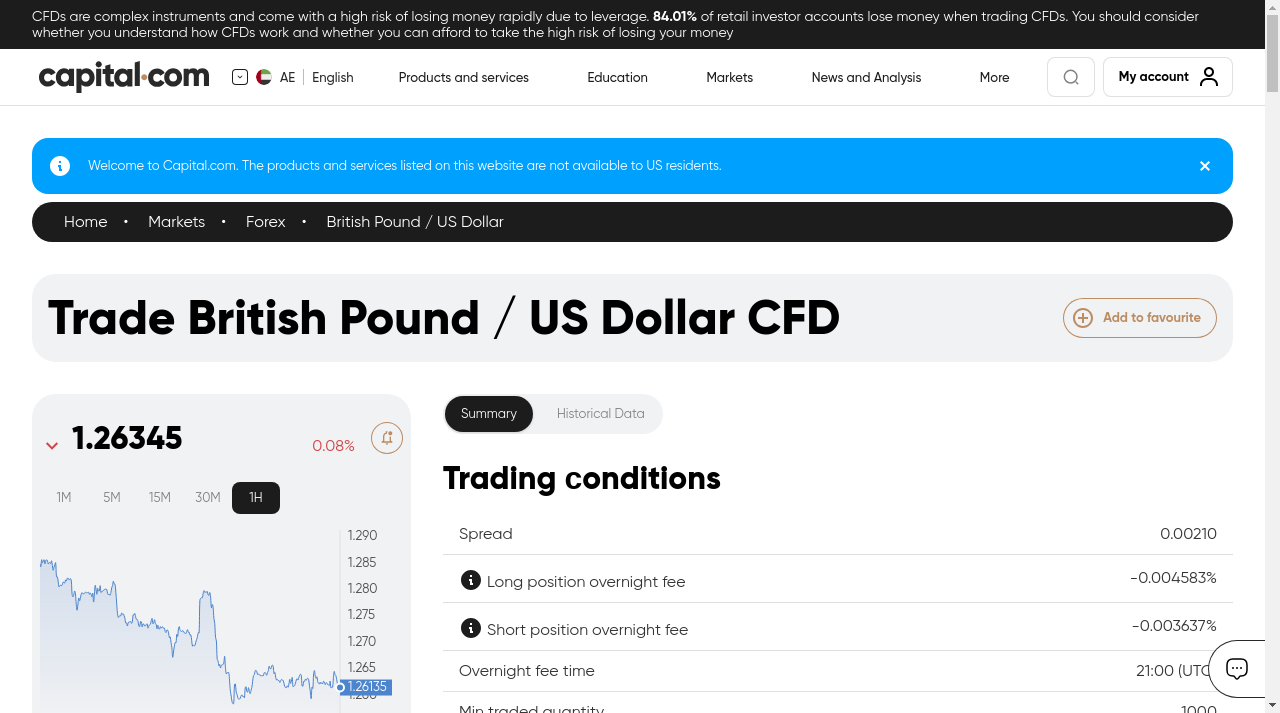 CFDs are complex instruments and come with a high risk of losing money rapidly due to leverage. 84.01% of retail investor accounts lose money when trading CFDs. You should consider
whether you understand how CFDs work and whether you can afford to take the high risk of losing your money
capital.com
AE English
Products and services
Education
Markets
News and Analysis
More
My account
Welcome to Capital.com. The products and services listed on this website are not available to US residents.
Home • Markets • Forex • British Pound / US Dollar
Trade British Pound / US Dollar CFD
Add to favourite
1.26345
0.08%
1M 5M 15M 30M 1H
1.290
1.285
1.280
1.275
1.270
1.265
1.26135
Summary
Historical Data
Trading conditions
Spread 0.00210
Long position overnight fee -0.004583%
Short position overnight fee -0.003637%
Overnight fee time 21:00 (UTC
Min traded quantity 1000